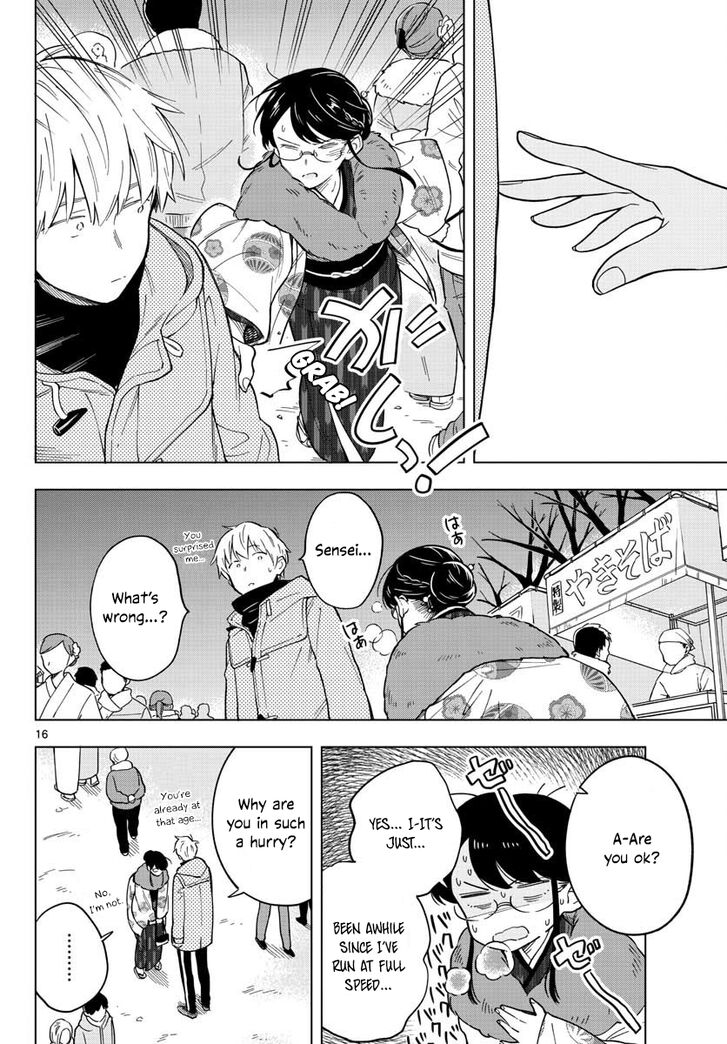 ガシッ!
GRAB!
はあ
Sensei...
はあ
You
surprised
me...
What's
wrong...?
特製
やきそば
16
A-Are
you ok?
ゼー
ゼー
YES... I-IT'S
JUST...
BEEN AWHILE
SINCE I'VE
RUN AT FULL
SPEED...
Why are
you in such
a hurry?
You're
already at
that age...
No,
I'm not.
.........